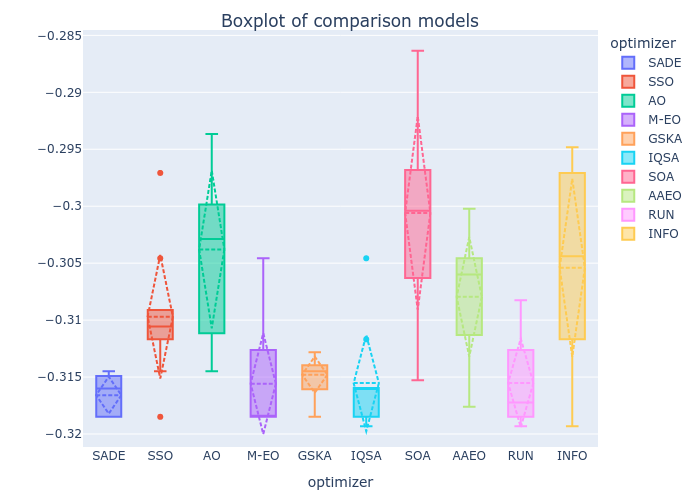 Boxplot of comparison models
−0.285
−0.29
−0.295
−0.3
−0.305
−0.31
−0.315
−0.32
SADE
SSO
AO
M-EO
GSKA
IQSA
SOA
AAEO
RUN
INFO
optimizer
optimizer
SADE
SSO
AO
M-EO
GSKA
IQSA
SOA
AAEO
RUN
INFO